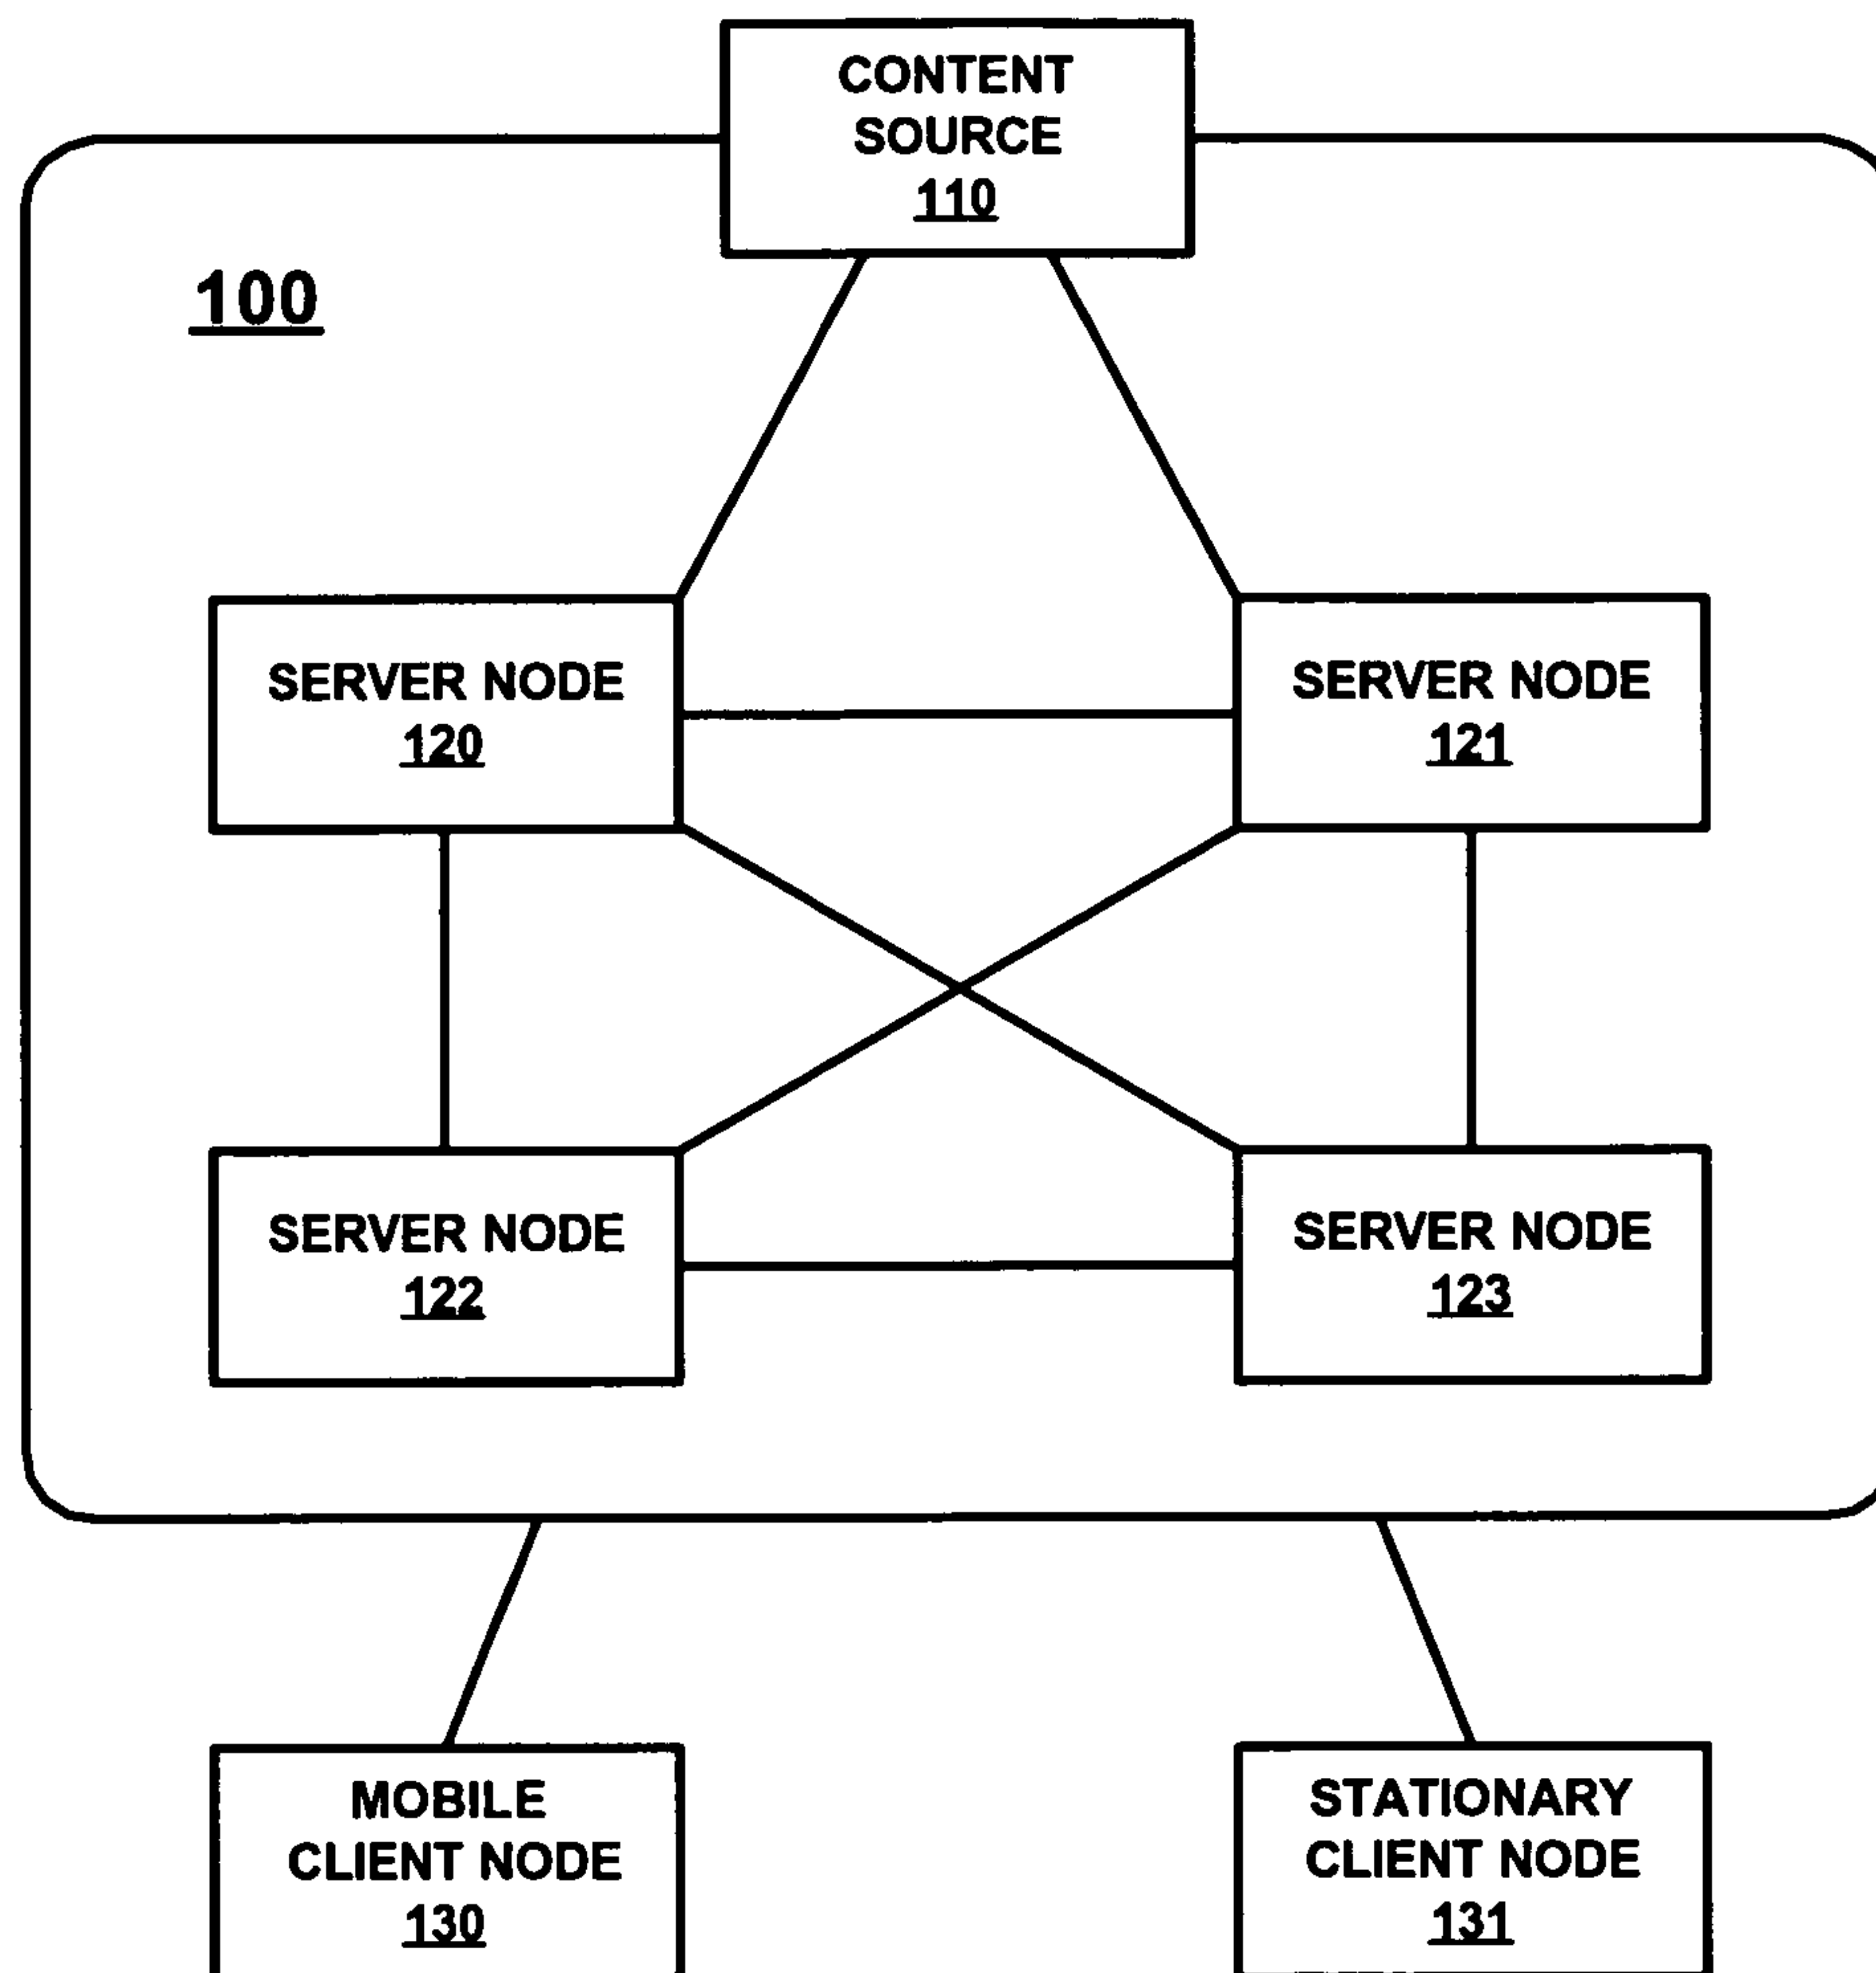 CONTENT
SOURCE
110
100
SERVER NODE
120
SERVER NODE
121
SERVER NODE
122
SERVER NODE
123
MOBILE
CLIENT NODE
130
STATIONARY
CLIENT NODE
131